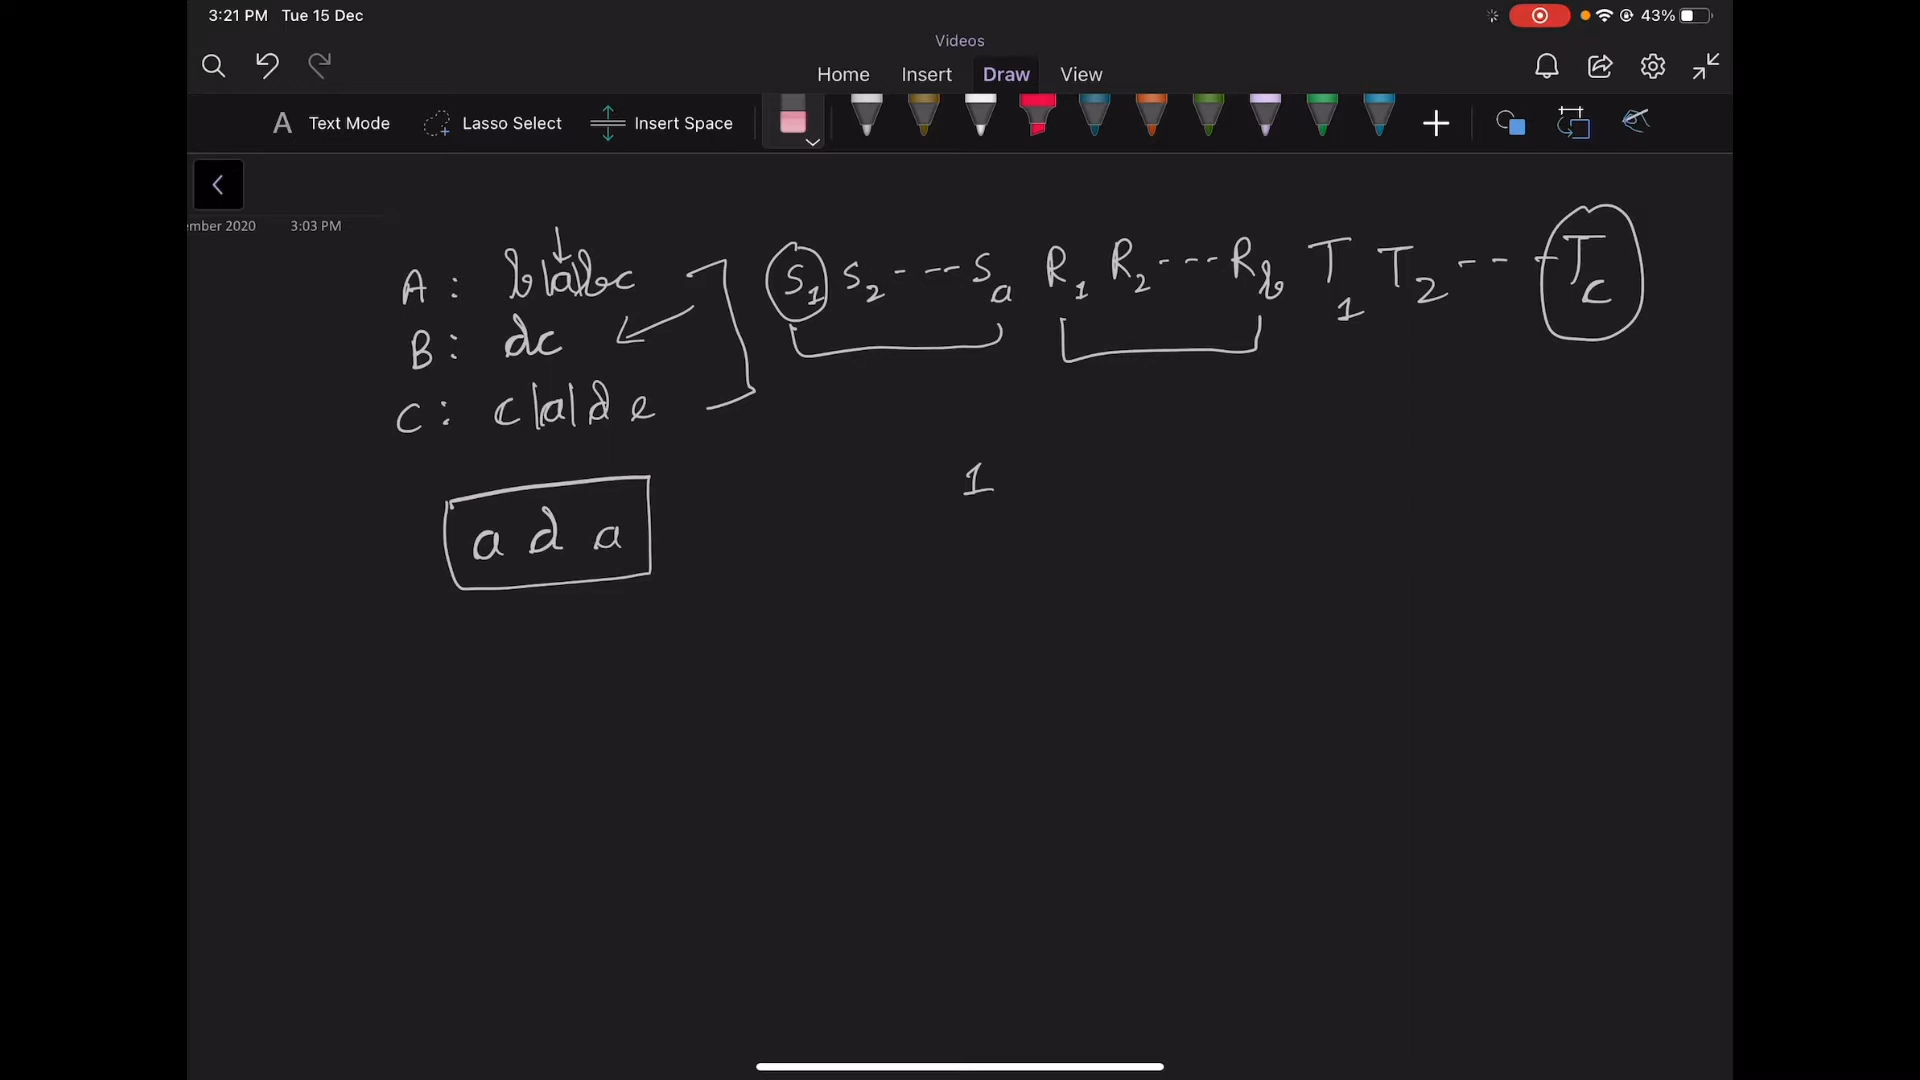 3:21 PM Tue 15 Dec
43%
Videos
Home Insert Draw View
A Text Mode Lasso Select Insert Space
ember 2020 3:03 PM
A : b|a|bc S1 S2 - --- Sa R1 R2 --- Rb T1 T2 -- - Tc
B : dc
C : c|a|d e
1
a d a